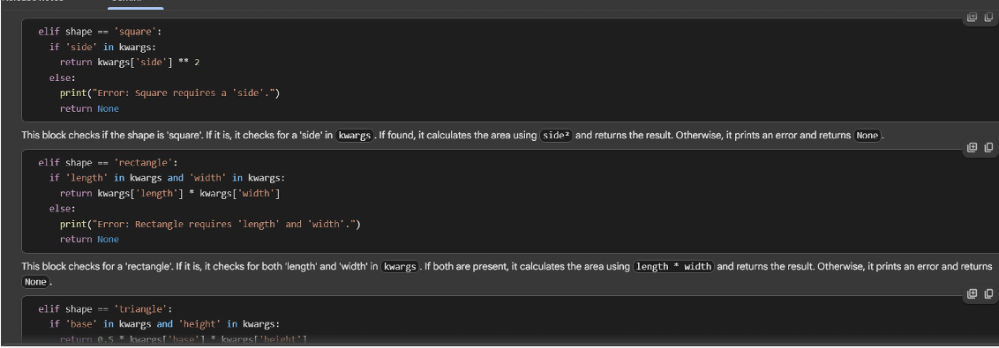 elif shape == 'square':
if 'side' in kwargs:
return kwargs['side'] ** 2
else:
print("Error: Square requires a 'side'.")
return None
This block checks if the shape is 'square'. If it is, it checks for a 'side' in kwargs. If found, it calculates the area using side² and returns the result. Otherwise, it prints an error and returns None.
elif shape == 'rectangle':
if 'length' in kwargs and 'width' in kwargs:
return kwargs['length'] * kwargs['width']
else:
print("Error: Rectangle requires 'length' and 'width'.")
return None
This block checks for a 'rectangle'. If it is, it checks for both 'length' and 'width' in kwargs. If both are present, it calculates the area using length * width and returns the result. Otherwise, it prints an error and returns
None.
elif shape == 'triangle':
if 'base' in kwargs and 'height' in kwargs:
return 0.5 * kwargs['base'] * kwargs['height']